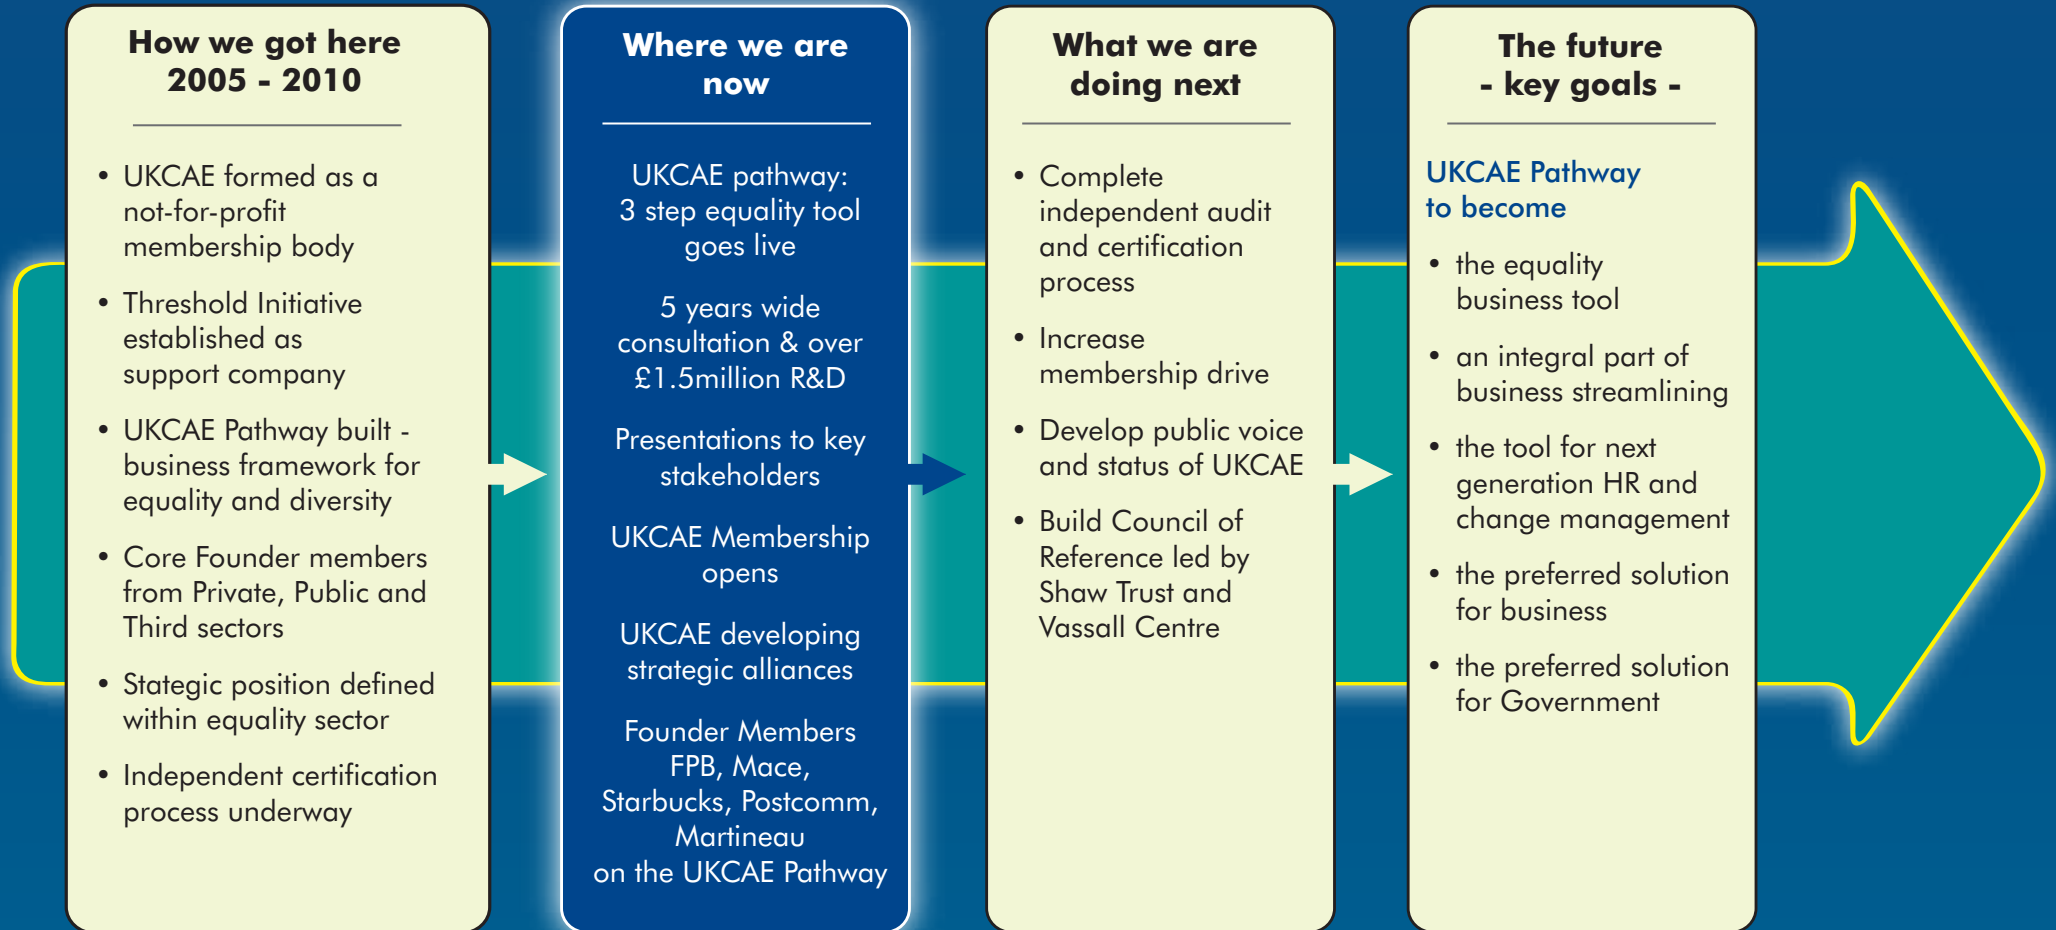 How we got here
2005 - 2010
• UKCAE formed as a
not-for-profit
membership body
• Threshold Initiative
established as
support company
• UKCAE Pathway built -
business framework for
equality and diversity
• Core Founder members
from Private, Public and
Third sectors
• Stategic position defined
within equality sector
• Independent certification
process underway
Where we are
now
UKCAE pathway:
3 step equality tool
goes live
5 years wide
consultation & over
£1.5million R&D
Presentations to key
stakeholders
UKCAE Membership
opens
UKCAE developing
strategic alliances
Founder Members
FPB, Mace,
Starbucks, Postcomm,
Martineau
on the UKCAE Pathway
What we are
doing next
• Complete
independent audit
and certification
process
• Increase
membership drive
• Develop public voice
and status of UKCAE
• Build Council of
Reference led by
Shaw Trust and
Vassall Centre
The future
- key goals -
UKCAE Pathway
to become
• the equality
business tool
• an integral part of
business streamlining
• the tool for next
generation HR and
change management
• the preferred solution
for business
• the preferred solution
for Government